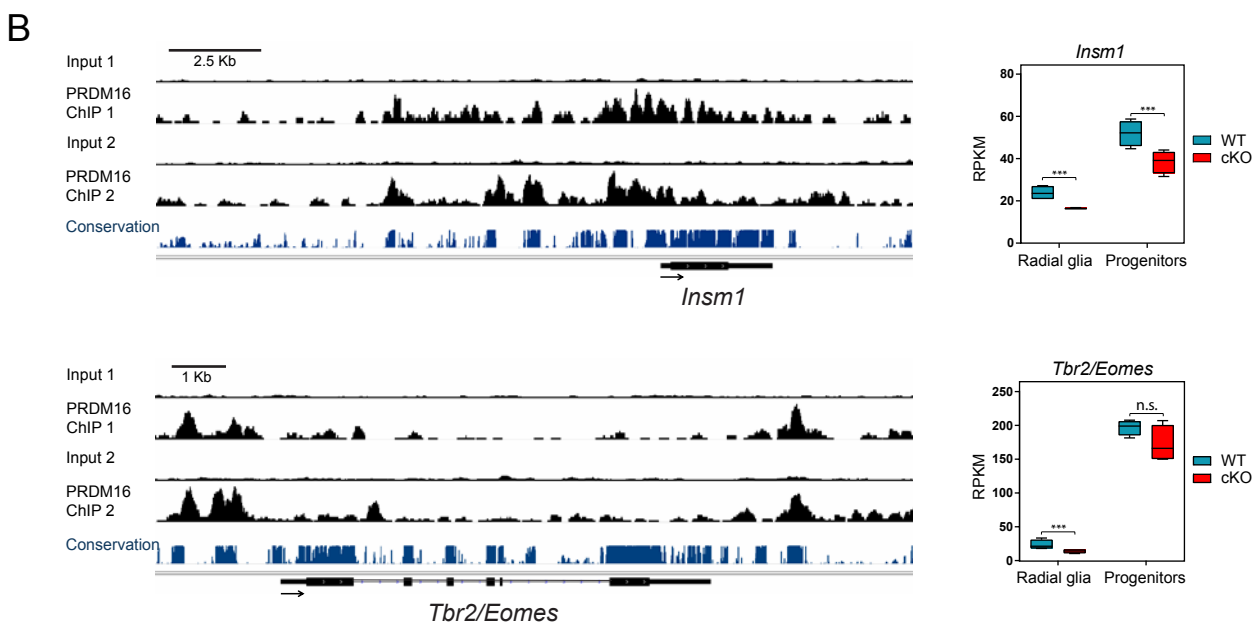 B
2.5 Kb
Input 1
PRDM16
ChIP 1
Input 2
PRDM16
ChIP 2
Conservation
Insm1
Insm1
80
60
40
20
0
RPKM
***
***
Radial glia
Progenitors
WT
cKO
1 Kb
Input 1
PRDM16
ChIP 1
Input 2
PRDM16
ChIP 2
Conservation
Tbr2/Eomes
Tbr2/Eomes
250
200
150
100
50
0
RPKM
***
n.s.
Radial glia
Progenitors
WT
cKO